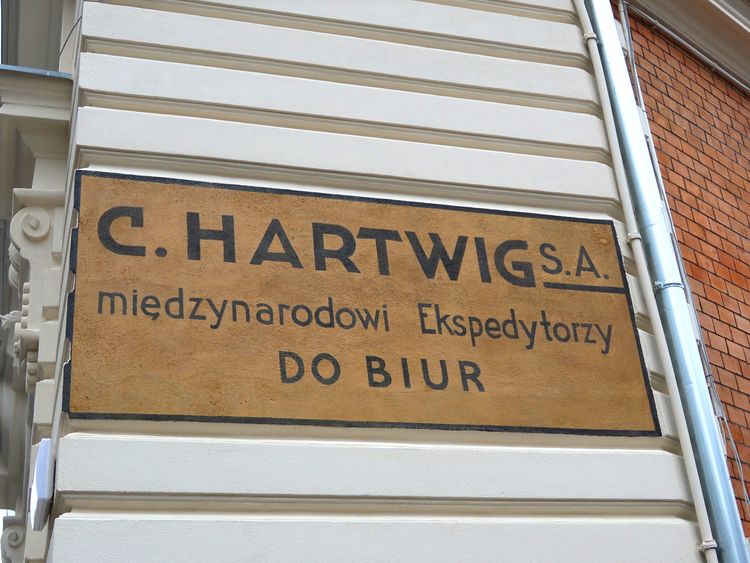 C. HARTWIG S.A.
międzynarodowi Ekspedytorzy
DO BIUR